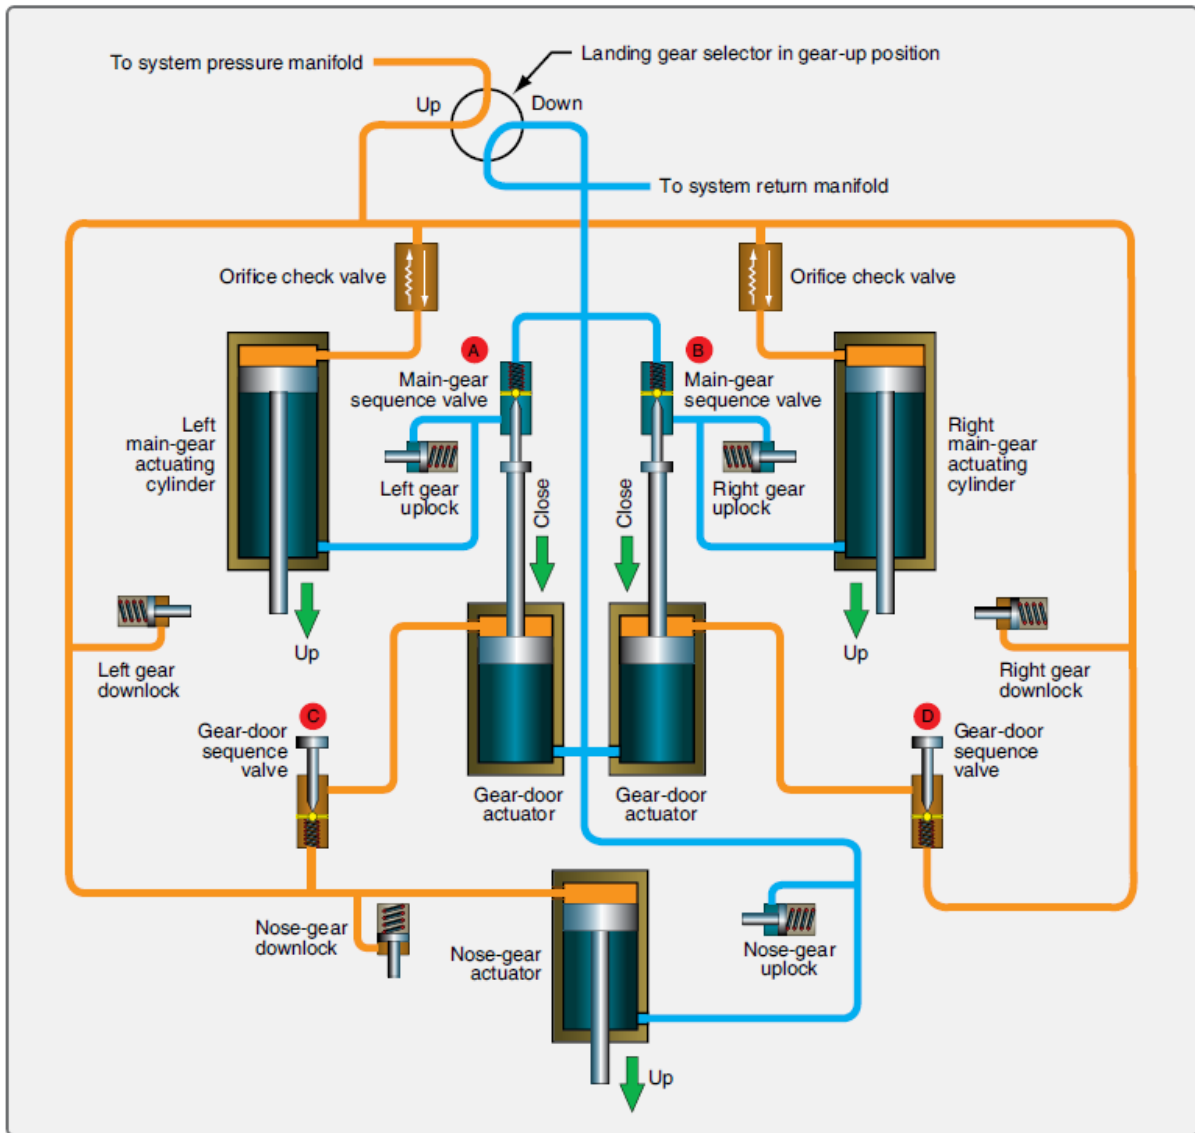 To system pressure manifold
Landing gear selector in gear-up position
Up
Down
To system return manifold
Orifice check valve
Orifice check valve
A
B
Main-gear
sequence valve
Main-gear
sequence valve
Left
main-gear
actuating
cylinder
Right
main-gear
actuating
cylinder
Left gear
uplock
Right gear
uplock
Close
Close
Up
Up
Left gear
downlock
Right gear
downlock
C
D
Gear-door
sequence
valve
Gear-door
sequence
valve
Gear-door
actuator
Gear-door
actuator
Nose-gear
downlock
Nose-gear
actuator
Nose-gear
uplock
Up